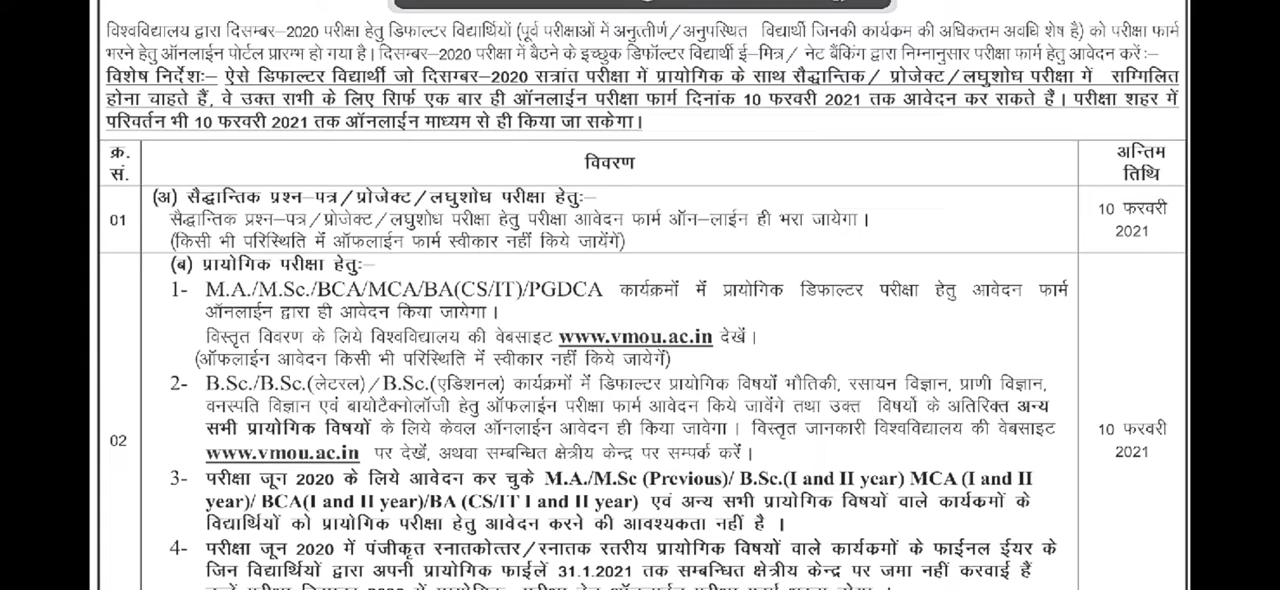 विश्वविद्यालय द्वारा दिसम्बर–2020 परीक्षा हेतु डिफाल्टर विद्यार्थियों (पूर्व परीक्षाओं में अनुत्तीर्ण/अनुपस्थित विद्यार्थी जिनकी कार्यकम की अधिकतम अवधि शेष है) को परीक्षा फार्म
भरने हेतु ऑनलाईन पोर्टल प्रारम्भ हो गया है। दिसम्बर–2020 परीक्षा में बैठने के इच्छुक डिफॉल्टर विद्यार्थी ई–मित्र/ नेट बैंकिंग द्वारा निम्नानुसार परीक्षा फार्म हेतु आवेदन करें:–
विशेष निर्देशः– ऐसे डिफाल्टर विद्यार्थी जो दिसम्बर–2020 सत्रांत परीक्षा में प्रायोगिक के साथ सैद्धान्तिक/ प्रोजेक्ट/लघुशोध परीक्षा में सम्मिलित
होना चाहते हैं, वे उक्त सभी के लिए सिर्फ एक बार ही ऑनलाईन परीक्षा फार्म दिनांक 10 फरवरी 2021 तक आवेदन कर सकते हैं। परीक्षा शहर में
परिवर्तन भी 10 फरवरी 2021 तक ऑनलाईन माध्यम से ही किया जा सकेगा।
क्र. सं.
विवरण
अन्तिम तिथि
01
(अ) सैद्धान्तिक प्रश्न–पत्र/प्रोजेक्ट/लघुशोध परीक्षा हेतुः–
सैद्धान्तिक प्रश्न–पत्र/प्रोजेक्ट/लघुशोध परीक्षा हेतु परीक्षा आवेदन फार्म ऑन–लाईन ही भरा जायेगा।
(किसी भी परिस्थिति में ऑफलाईन फार्म स्वीकार नहीं किये जायेंगें)
10 फरवरी
2021
02
(ब) प्रायोगिक परीक्षा हेतुः–
1- M.A./M.Sc./BCA/MCA/BA(CS/IT)/PGDCA कार्यक्रमों में प्रायोगिक डिफाल्टर परीक्षा हेतु आवेदन फार्म
ऑनलाईन द्वारा ही आवेदन किया जायेगा।
विस्तृत विवरण के लिये विश्वविद्यालय की वेबसाइट www.vmou.ac.in देखें।
(ऑफलाईन आवेदन किसी भी परिस्थिति में स्वीकार नहीं किये जायेगें)
2- B.Sc./B.Sc.(लेटरल)/B.Sc.(एडिशनल) कार्यक्रमों में डिफाल्टर प्रायोगिक विषयों भौतिकी, रसायन विज्ञान, प्राणी विज्ञान,
वनस्पति विज्ञान एवं बायोटैक्नोलॉजी हेतु ऑफलाईन परीक्षा फार्म आवेदन किये जावेंगे तथा उक्त विषयों के अतिरिक्त अन्य
सभी प्रायोगिक विषयों के लिये केवल ऑनलाईन आवेदन ही किया जावेगा। विस्तृत जानकारी विश्वविद्यालय की वेबसाइट
www.vmou.ac.in पर देखें, अथवा सम्बन्धित क्षेत्रीय केन्द्र पर सम्पर्क करें।
3- परीक्षा जून 2020 के लिये आवेदन कर चुके M.A./M.Sc (Previous)/ B.Sc.(I and II year) MCA (I and II
year)/ BCA(I and II year)/BA (CS/IT I and II year) एवं अन्य सभी प्रायोगिक विषयों वाले कार्यकमों के
विद्यार्थियों को प्रायोगिक परीक्षा हेतु आवेदन करने की आवश्यकता नहीं है ।
4- परीक्षा जून 2020 में पंजीकृत स्नातकोत्तर/स्नातक स्तरीय प्रायोगिक विषयों वाले कार्यकमों के फाईनल ईयर के
जिन विद्यार्थियों द्वारा अपनी प्रायोगिक फाईलें 31.1.2021 तक सम्बन्धित क्षेत्रीय केन्द्र पर जमा नहीं करवाई हैं
10 फरवरी
2021